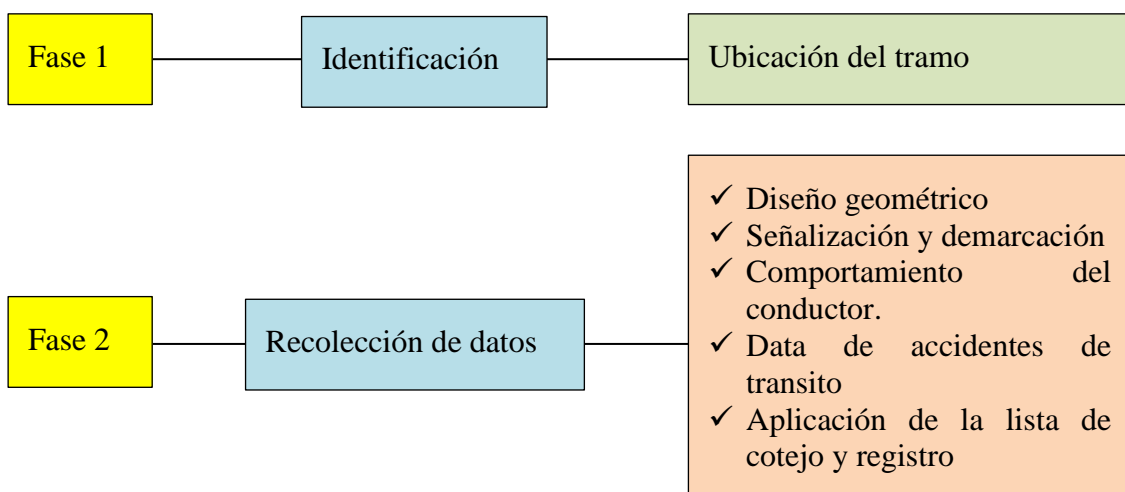 Fase 1
Identificación
Ubicación del tramo
Fase 2
Recolección de datos
✓ Diseño geométrico
✓ Señalización y demarcación
✓ Comportamiento del
conductor.
✓ Data de accidentes de
transito
✓ Aplicación de la lista de
cotejo y registro